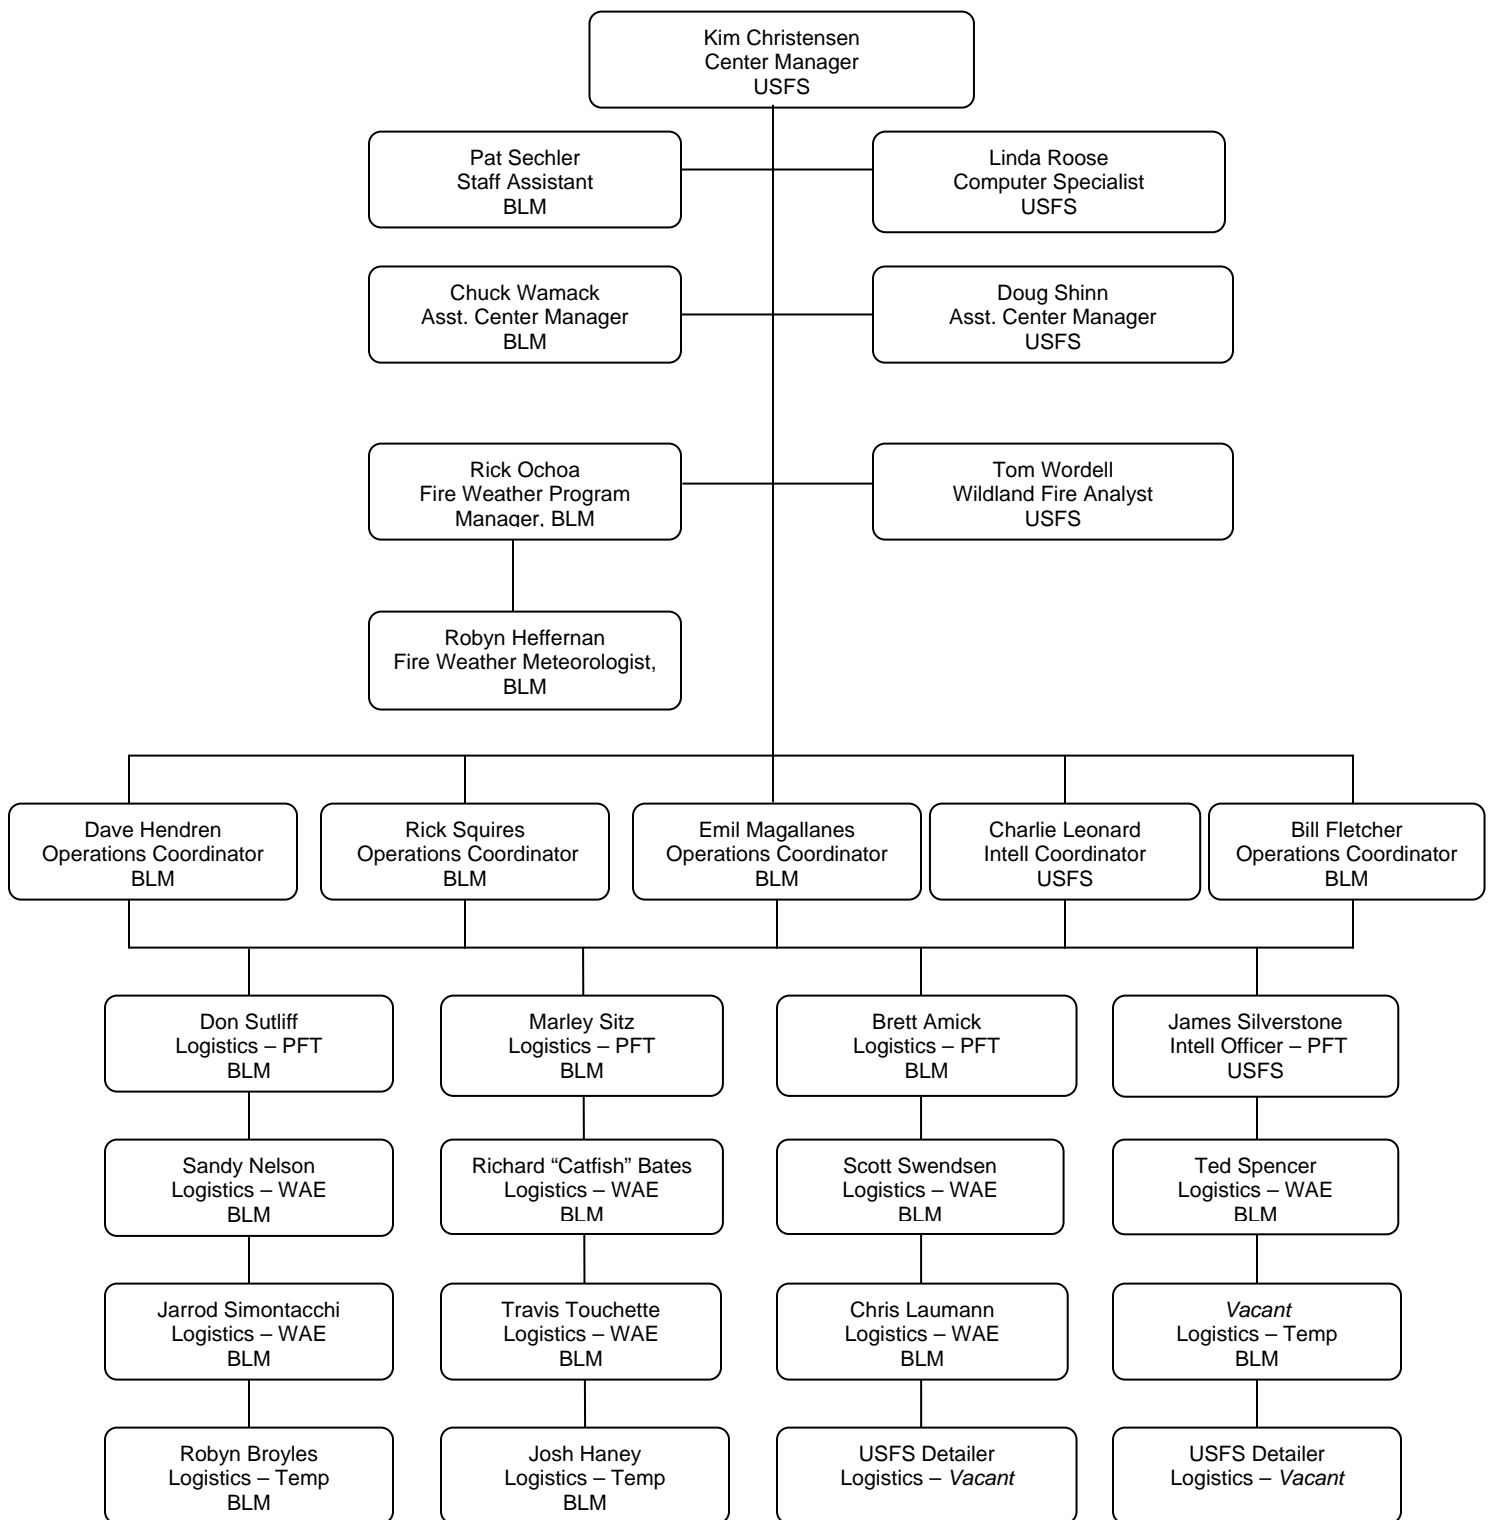 Kim Christensen
Center Manager
USFS
Pat Sechler
Staff Assistant
BLM
Linda Roose
Computer Specialist
USFS
Chuck Wamack
Asst. Center Manager
BLM
Doug Shinn
Asst. Center Manager
USFS
Rick Ochoa
Fire Weather Program
Manager, BLM
Tom Wordell
Wildland Fire Analyst
USFS
Robyn Heffernan
Fire Weather Meteorologist,
BLM
Dave Hendren
Operations Coordinator
BLM
Rick Squires
Operations Coordinator
BLM
Emil Magallanes
Operations Coordinator
BLM
Charlie Leonard
Intell Coordinator
USFS
Bill Fletcher
Operations Coordinator
BLM
Don Sutliff
Logistics – PFT
BLM
Marley Sitz
Logistics – PFT
BLM
Brett Amick
Logistics – PFT
BLM
James Silverstone
Intell Officer – PFT
USFS
Sandy Nelson
Logistics – WAE
BLM
Richard “Catfish” Bates
Logistics – WAE
BLM
Scott Swendsen
Logistics – WAE
BLM
Ted Spencer
Logistics – WAE
BLM
Jarrod Simontacchi
Logistics – WAE
BLM
Travis Touchette
Logistics – WAE
BLM
Chris Laumann
Logistics – WAE
BLM
Vacant
Logistics – Temp
BLM
Robyn Broyles
Logistics – Temp
BLM
Josh Haney
Logistics – Temp
BLM
USFS Detailer
Logistics – Vacant
USFS Detailer
Logistics – Vacant